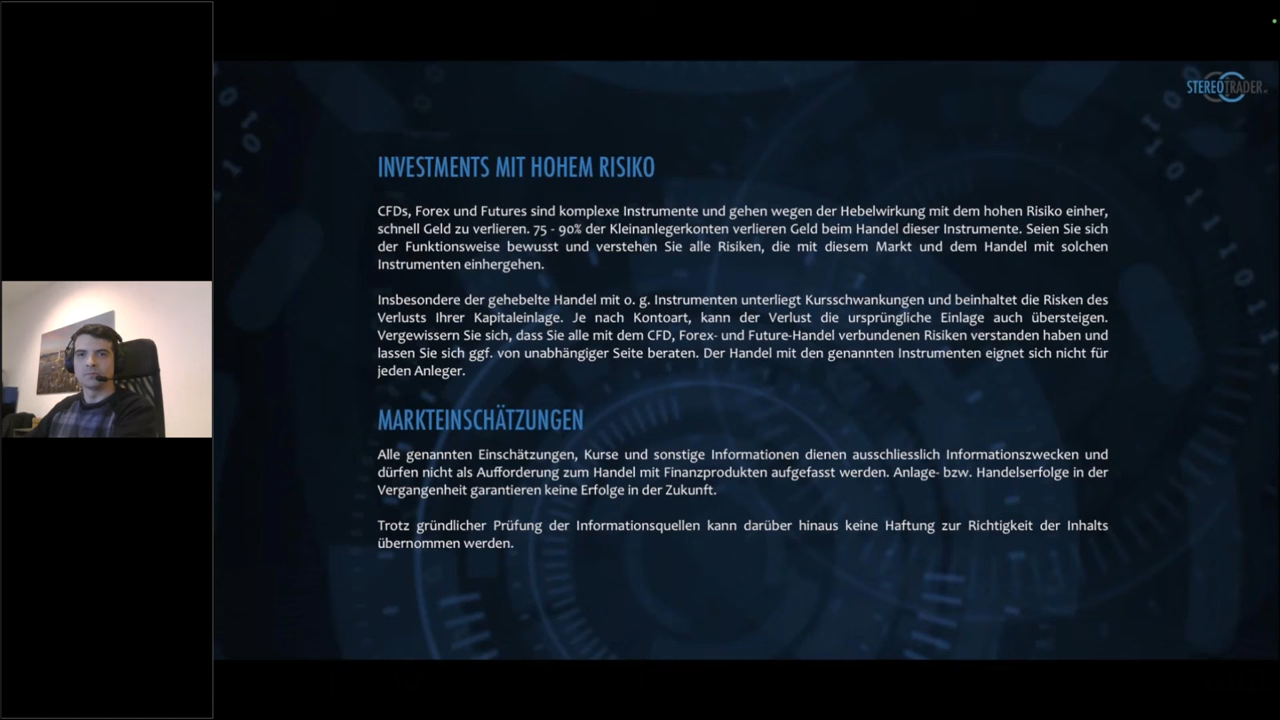 STEREOTRADER
INVESTMENTS MIT HOHEM RISIKO
CFDs, Forex und Futures sind komplexe Instrumente und gehen wegen der Hebelwirkung mit dem hohen Risiko einher,
schnell Geld zu verlieren. 75 - 90% der Kleinanlegerkonten verlieren Geld beim Handel dieser Instrumente. Seien Sie sich
der Funktionsweise bewusst und verstehen Sie alle Risiken, die mit diesem Markt und dem Handel mit solchen
Instrumenten einhergehen.
Insbesondere der gehebelte Handel mit o. g. Instrumenten unterliegt Kursschwankungen und beinhaltet die Risiken des
Verlusts Ihrer Kapitaleinlage. Je nach Kontoart, kann der Verlust die ursprüngliche Einlage auch übersteigen.
Vergewissern Sie sich, dass Sie alle mit dem CFD, Forex- und Future-Handel verbundenen Risiken verstanden haben und
lassen Sie sich ggf. von unabhängiger Seite beraten. Der Handel mit den genannten Instrumenten eignet sich nicht für
jeden Anleger.
MARKTEINSCHÄTZUNGEN
Alle genannten Einschätzungen, Kurse und sonstige Informationen dienen ausschliesslich Informationszwecken und
dürfen nicht als Aufforderung zum Handel mit Finanzprodukten aufgefasst werden. Anlage- bzw. Handelserfolge in der
Vergangenheit garantieren keine Erfolge in der Zukunft.
Trotz gründlicher Prüfung der Informationsquellen kann darüber hinaus keine Haftung zur Richtigkeit der Inhalts
übernommen werden.